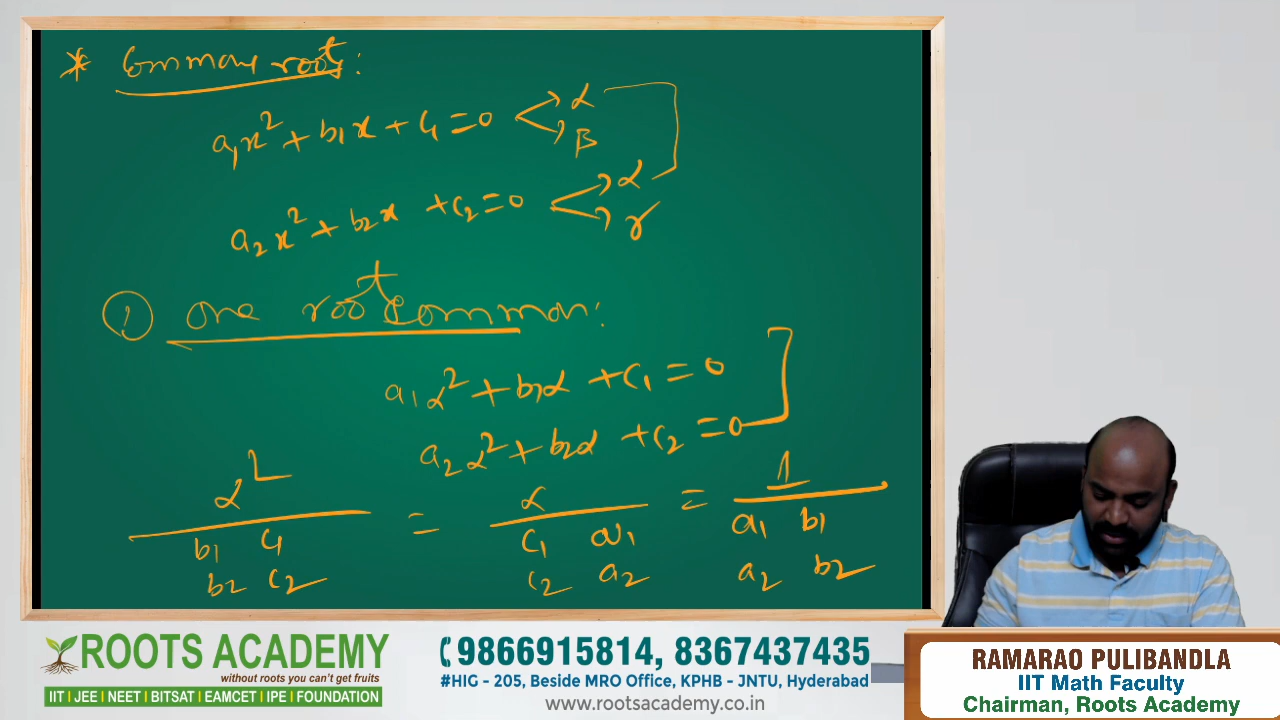 * Common roots:
a₁x² + b₁x + c₁ = 0 < α
β
a₂x² + b₂x + c₂ = 0 < α
γ
① one root common:
a₁α² + b₁α + c₁ = 0
a₂α² + b₂α + c₂ = 0
α² = α = 1
b₁ c₁ c₁ a₁ a₁ b₁
b₂ c₂ c₂ a₂ a₂ b₂
ROOTS ACADEMY
without roots you can't get fruits
IIT I JEE I NEET I BITSAT I EAMCET I IPE I FOUNDATION
9866915814, 8367437435
#HIG - 205, Beside MRO Office, KPHB - JNTU, Hyderabad
www.rootsacademy.co.in
RAMARAO PULIBANDLA
IIT Math Faculty
Chairman, Roots Academy